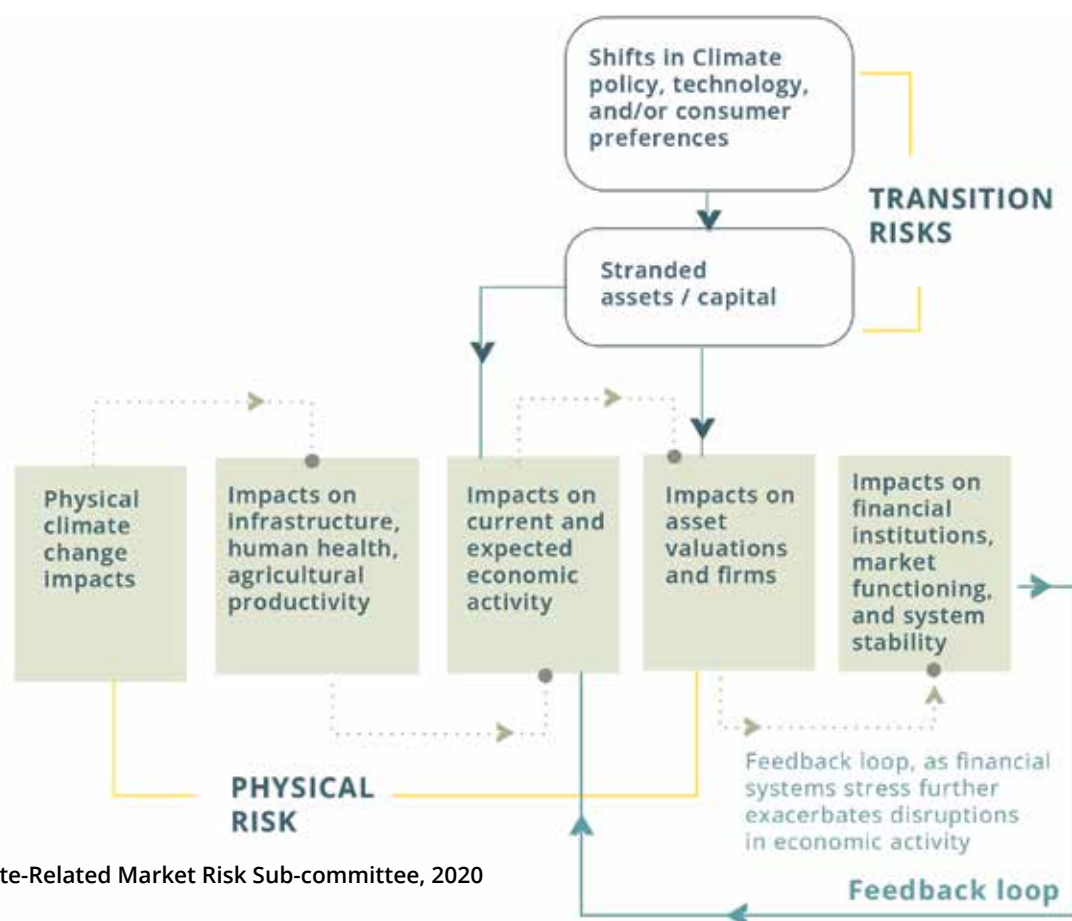 Shifts in Climate
policy, technology,
and/or consumer
preferences
TRANSITION
RISKS
Stranded
assets / capital
Physical
climate
change
impacts
Impacts on
infrastructure,
human health,
agricultural
productivity
Impacts on
current and
expected
economic
activity
Impacts on
asset
valuations
and firms
Impacts on
financial
institutions,
market
functioning,
and system
stability
PHYSICAL
RISK
Feedback loop, as financial
systems stress further
exacerbates disruptions
in economic activity
te-Related Market Risk Sub-committee, 2020
Feedback loop